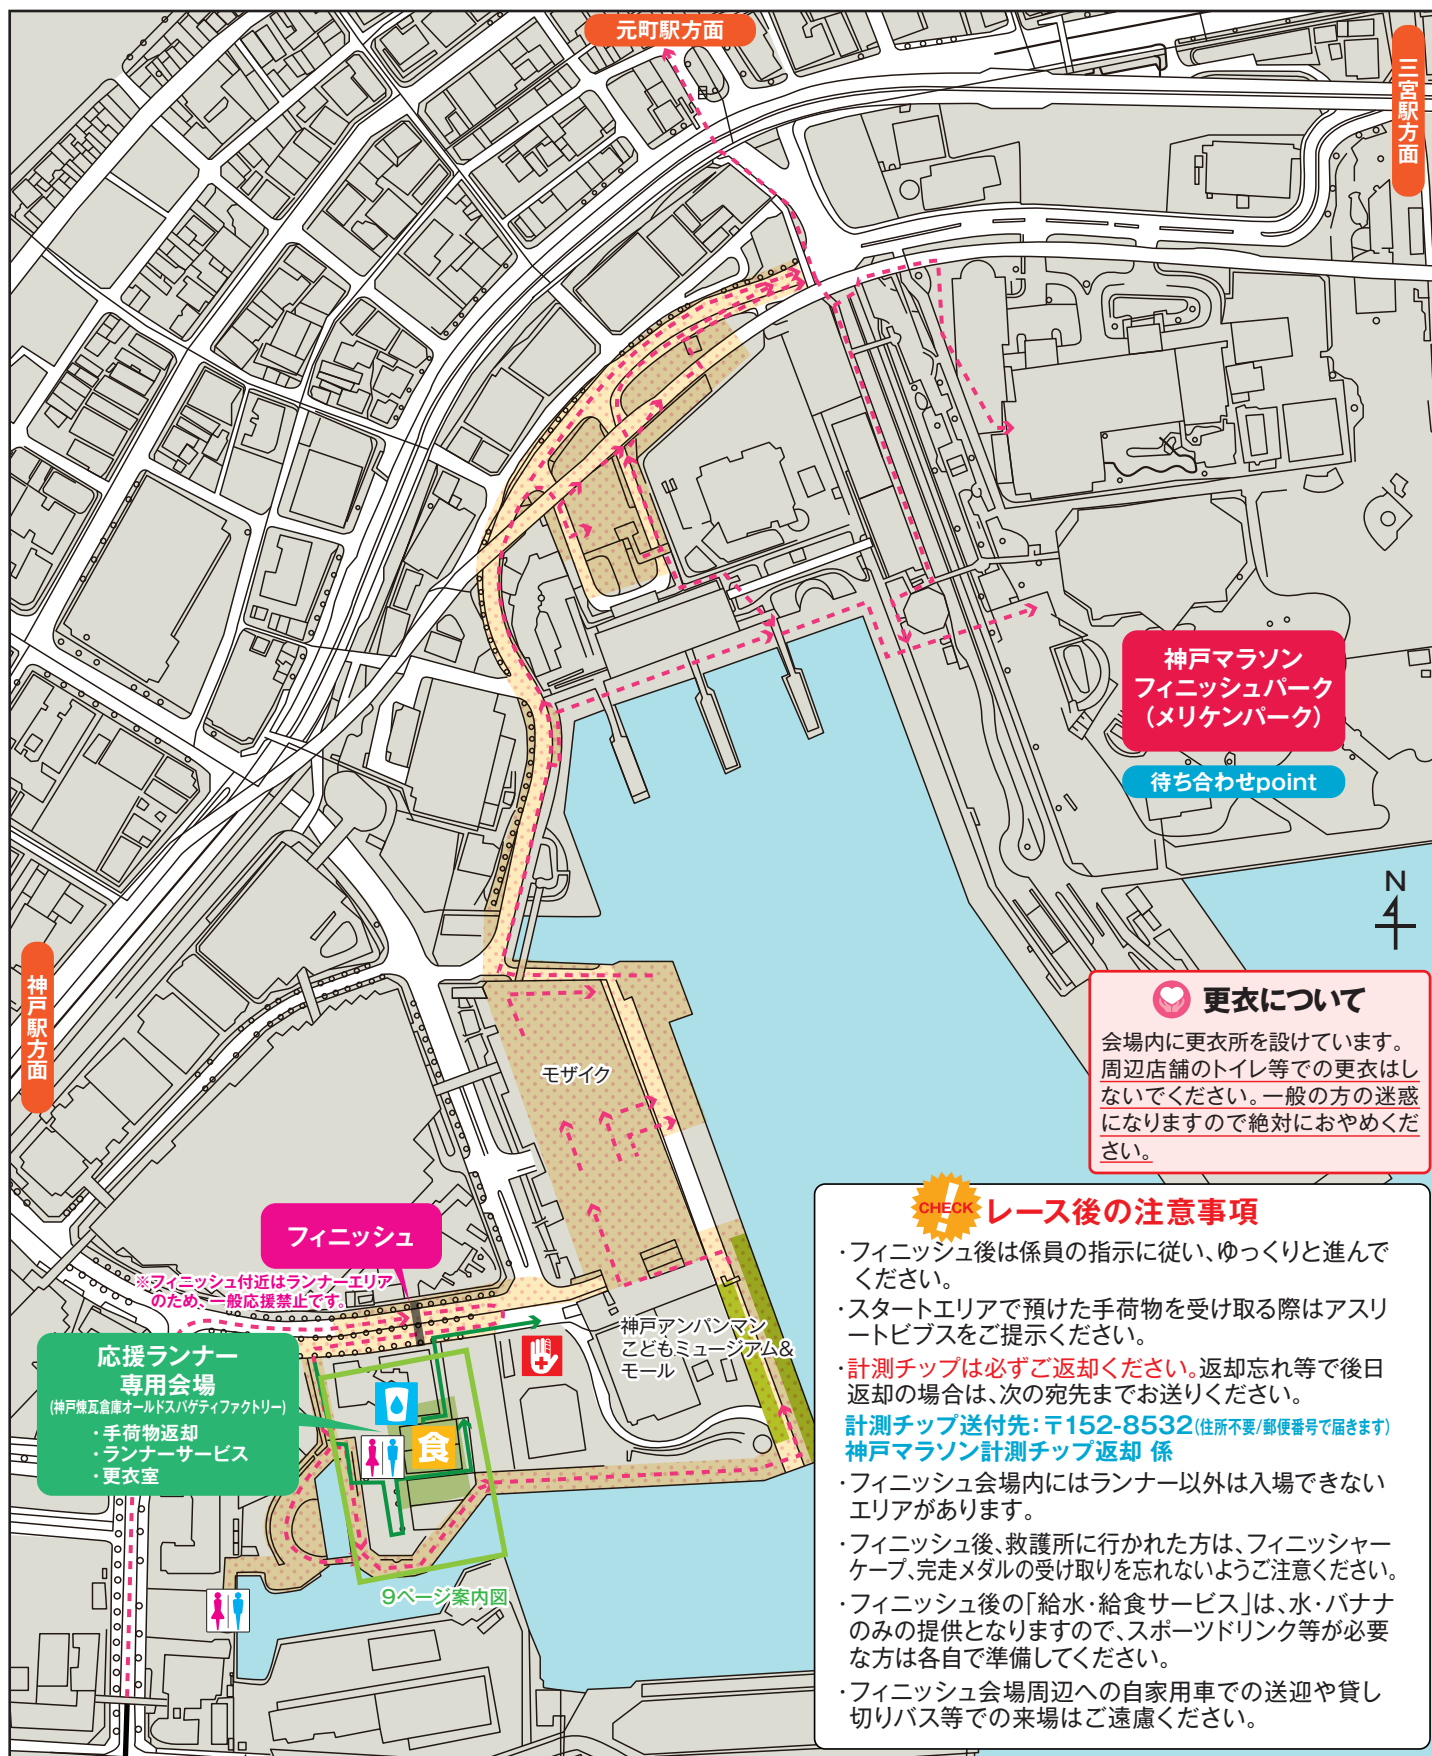 元町駅方面
三宮駅方面
神戸マラソン
フィニッシュパーク
（メリケンパーク）
待ち合わせpoint
N
神戸駅方面
更衣について
会場内に更衣所を設けています。
周辺店舗のトイレ等での更衣はし
ないでください。一般の方の迷惑
になりますので絶対におやめくだ
さい。
モザイク
フィニッシュ
※フィニッシュ付近はランナーエリア
のため、一般応援禁止です。
神戸アンパンマン
こどもミュージアム&
モール
応援ランナー
専用会場
(神戸煉瓦倉庫オールドスパゲティファクトリー)
・手荷物返却
・ランナーサービス
・更衣室
食
9ページ案内図
CHECK
レース後の注意事項
・フィニッシュ後は係員の指示に従い、ゆっくりと進んで
ください。
・スタートエリアで預けた手荷物を受け取る際はアスリ
ートビブスをご提示ください。
・計測チップは必ずご返却ください。返却忘れ等で後日
返却の場合は、次の宛先までお送りください。
計測チップ送付先：〒152-8532(住所不要/郵便番号で届きます)
神戸マラソン計測チップ返却 係
・フィニッシュ会場内にはランナー以外は入場できない
エリアがあります。
・フィニッシュ後、救護所に行かれた方は、フィニッシャー
ケープ、完走メダルの受け取りを忘れないようご注意ください。
・フィニッシュ後の「給水・給食サービス」は、水・バナナ
のみの提供となりますので、スポーツドリンク等が必要
な方は各自で準備してください。
・フィニッシュ会場周辺への自家用車での送迎や貸し
切りバス等での来場はご遠慮ください。